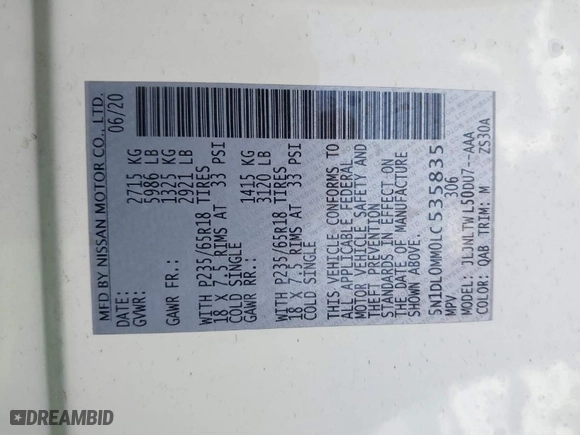 MFD BY NISSAN MOTOR CO., LTD.
DATE: 06/20
GVWR: 2715 KG
5986 LB
GAWR FR.: 1325 KG
2921 LB
WITH P235/65R18 TIRES
18 X 7.5 RIMS AT 33 PSI
COLD SINGLE
GAWR RR.: 1415 KG
3120 LB
WITH P235/65R18 TIRES
18 X 7.5 RIMS AT 33 PSI
COLD SINGLE
THIS VEHICLE CONFORMS TO
ALL APPLICABLE FEDERAL
MOTOR VEHICLE SAFETY AND
THEFT PREVENTION
STANDARDS IN EFFECT ON
THE DATE OF MANUFACTURE
SHOWN ABOVE.
5N1DL0MM0LC535835
MPV 306
MODEL: JL1NLTWL50DU7--AAA
COLOR: QAB TRIM: M ZS30A
DREAMBID